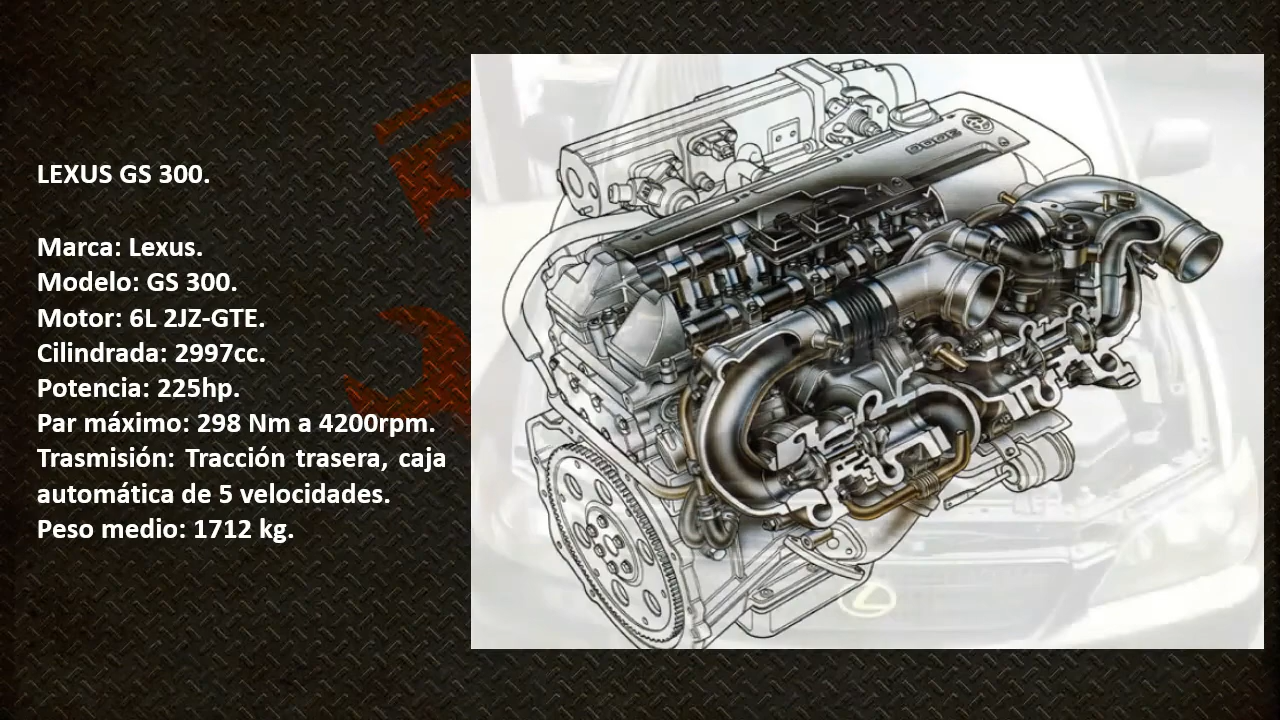 LEXUS GS 300.
Marca: Lexus.
Modelo: GS 300.
Motor: 6L 2JZ-GTE.
Cilindrada: 2997cc.
Potencia: 225hp.
Par máximo: 298 Nm a 4200rpm.
Trasmisión: Tracción trasera, caja
automática de 5 velocidades.
Peso medio: 1712 kg.
3000